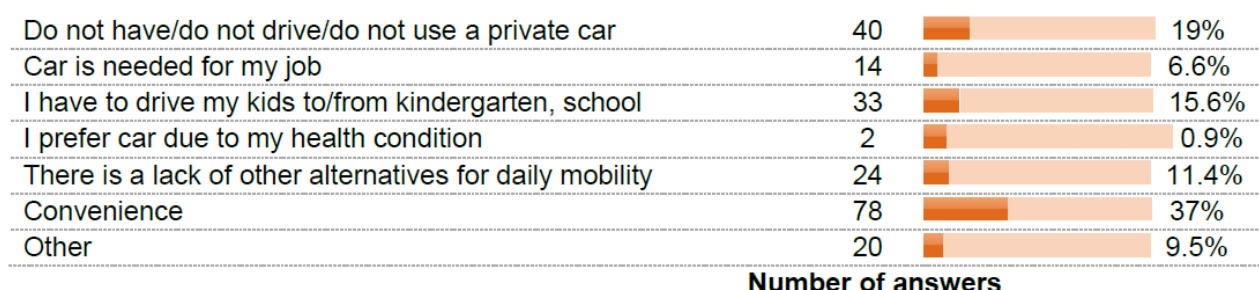 Do not have/do not drive/do not use a private car 40 19%
Car is needed for my job 14 6.6%
I have to drive my kids to/from kindergarten, school 33 15.6%
I prefer car due to my health condition 2 0.9%
There is a lack of other alternatives for daily mobility 24 11.4%
Convenience 78 37%
Other 20 9.5%
Number of answers